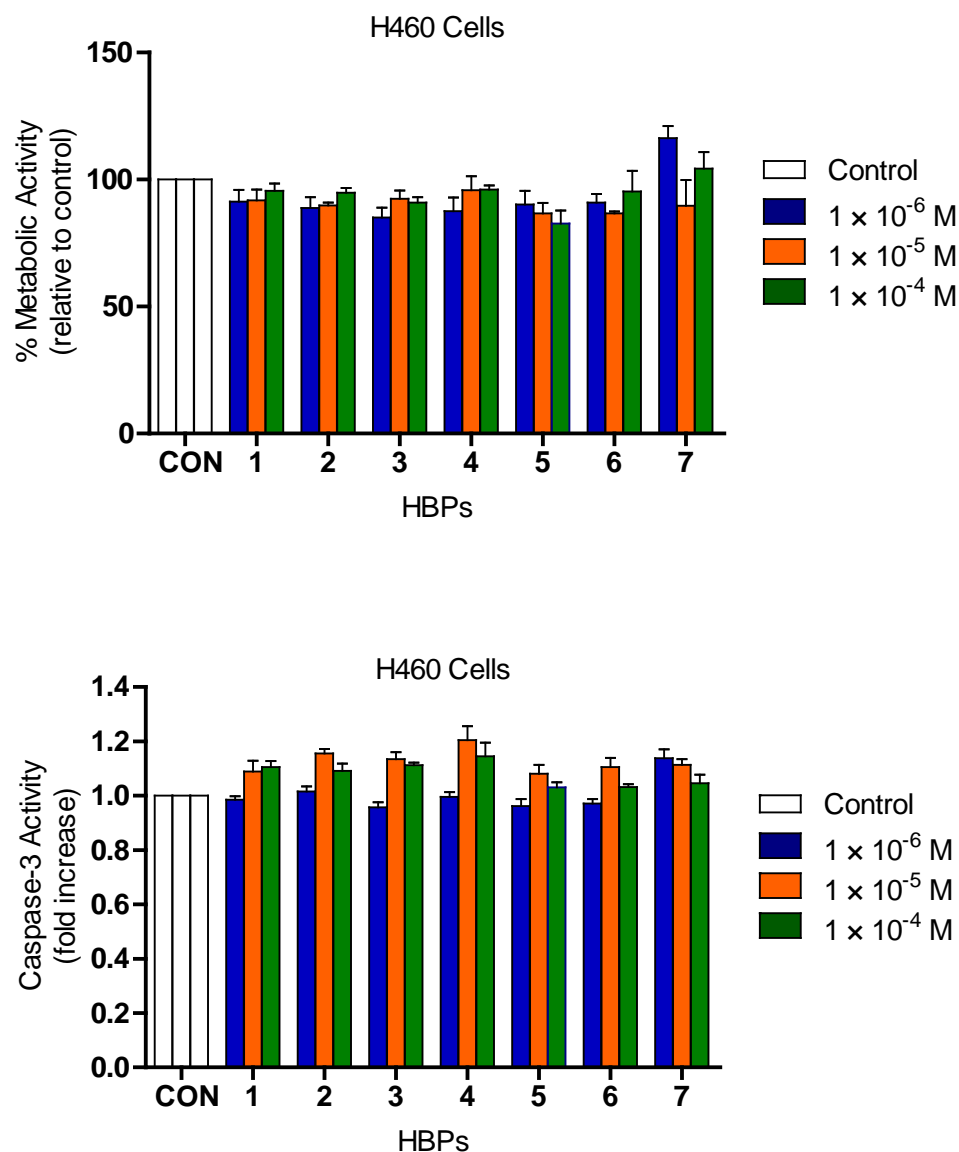 H460 Cells
150
100
50
0
% Metabolic Activity
(relative to control)
CON 1 2 3 4 5 6 7
HBPs
Control
1 × 10⁻⁶ M
1 × 10⁻⁵ M
1 × 10⁻⁴ M
H460 Cells
1.4
1.2
1.0
0.8
0.6
0.4
0.2
0.0
Caspase-3 Activity
(fold increase)
CON 1 2 3 4 5 6 7
HBPs
Control
1 × 10⁻⁶ M
1 × 10⁻⁵ M
1 × 10⁻⁴ M